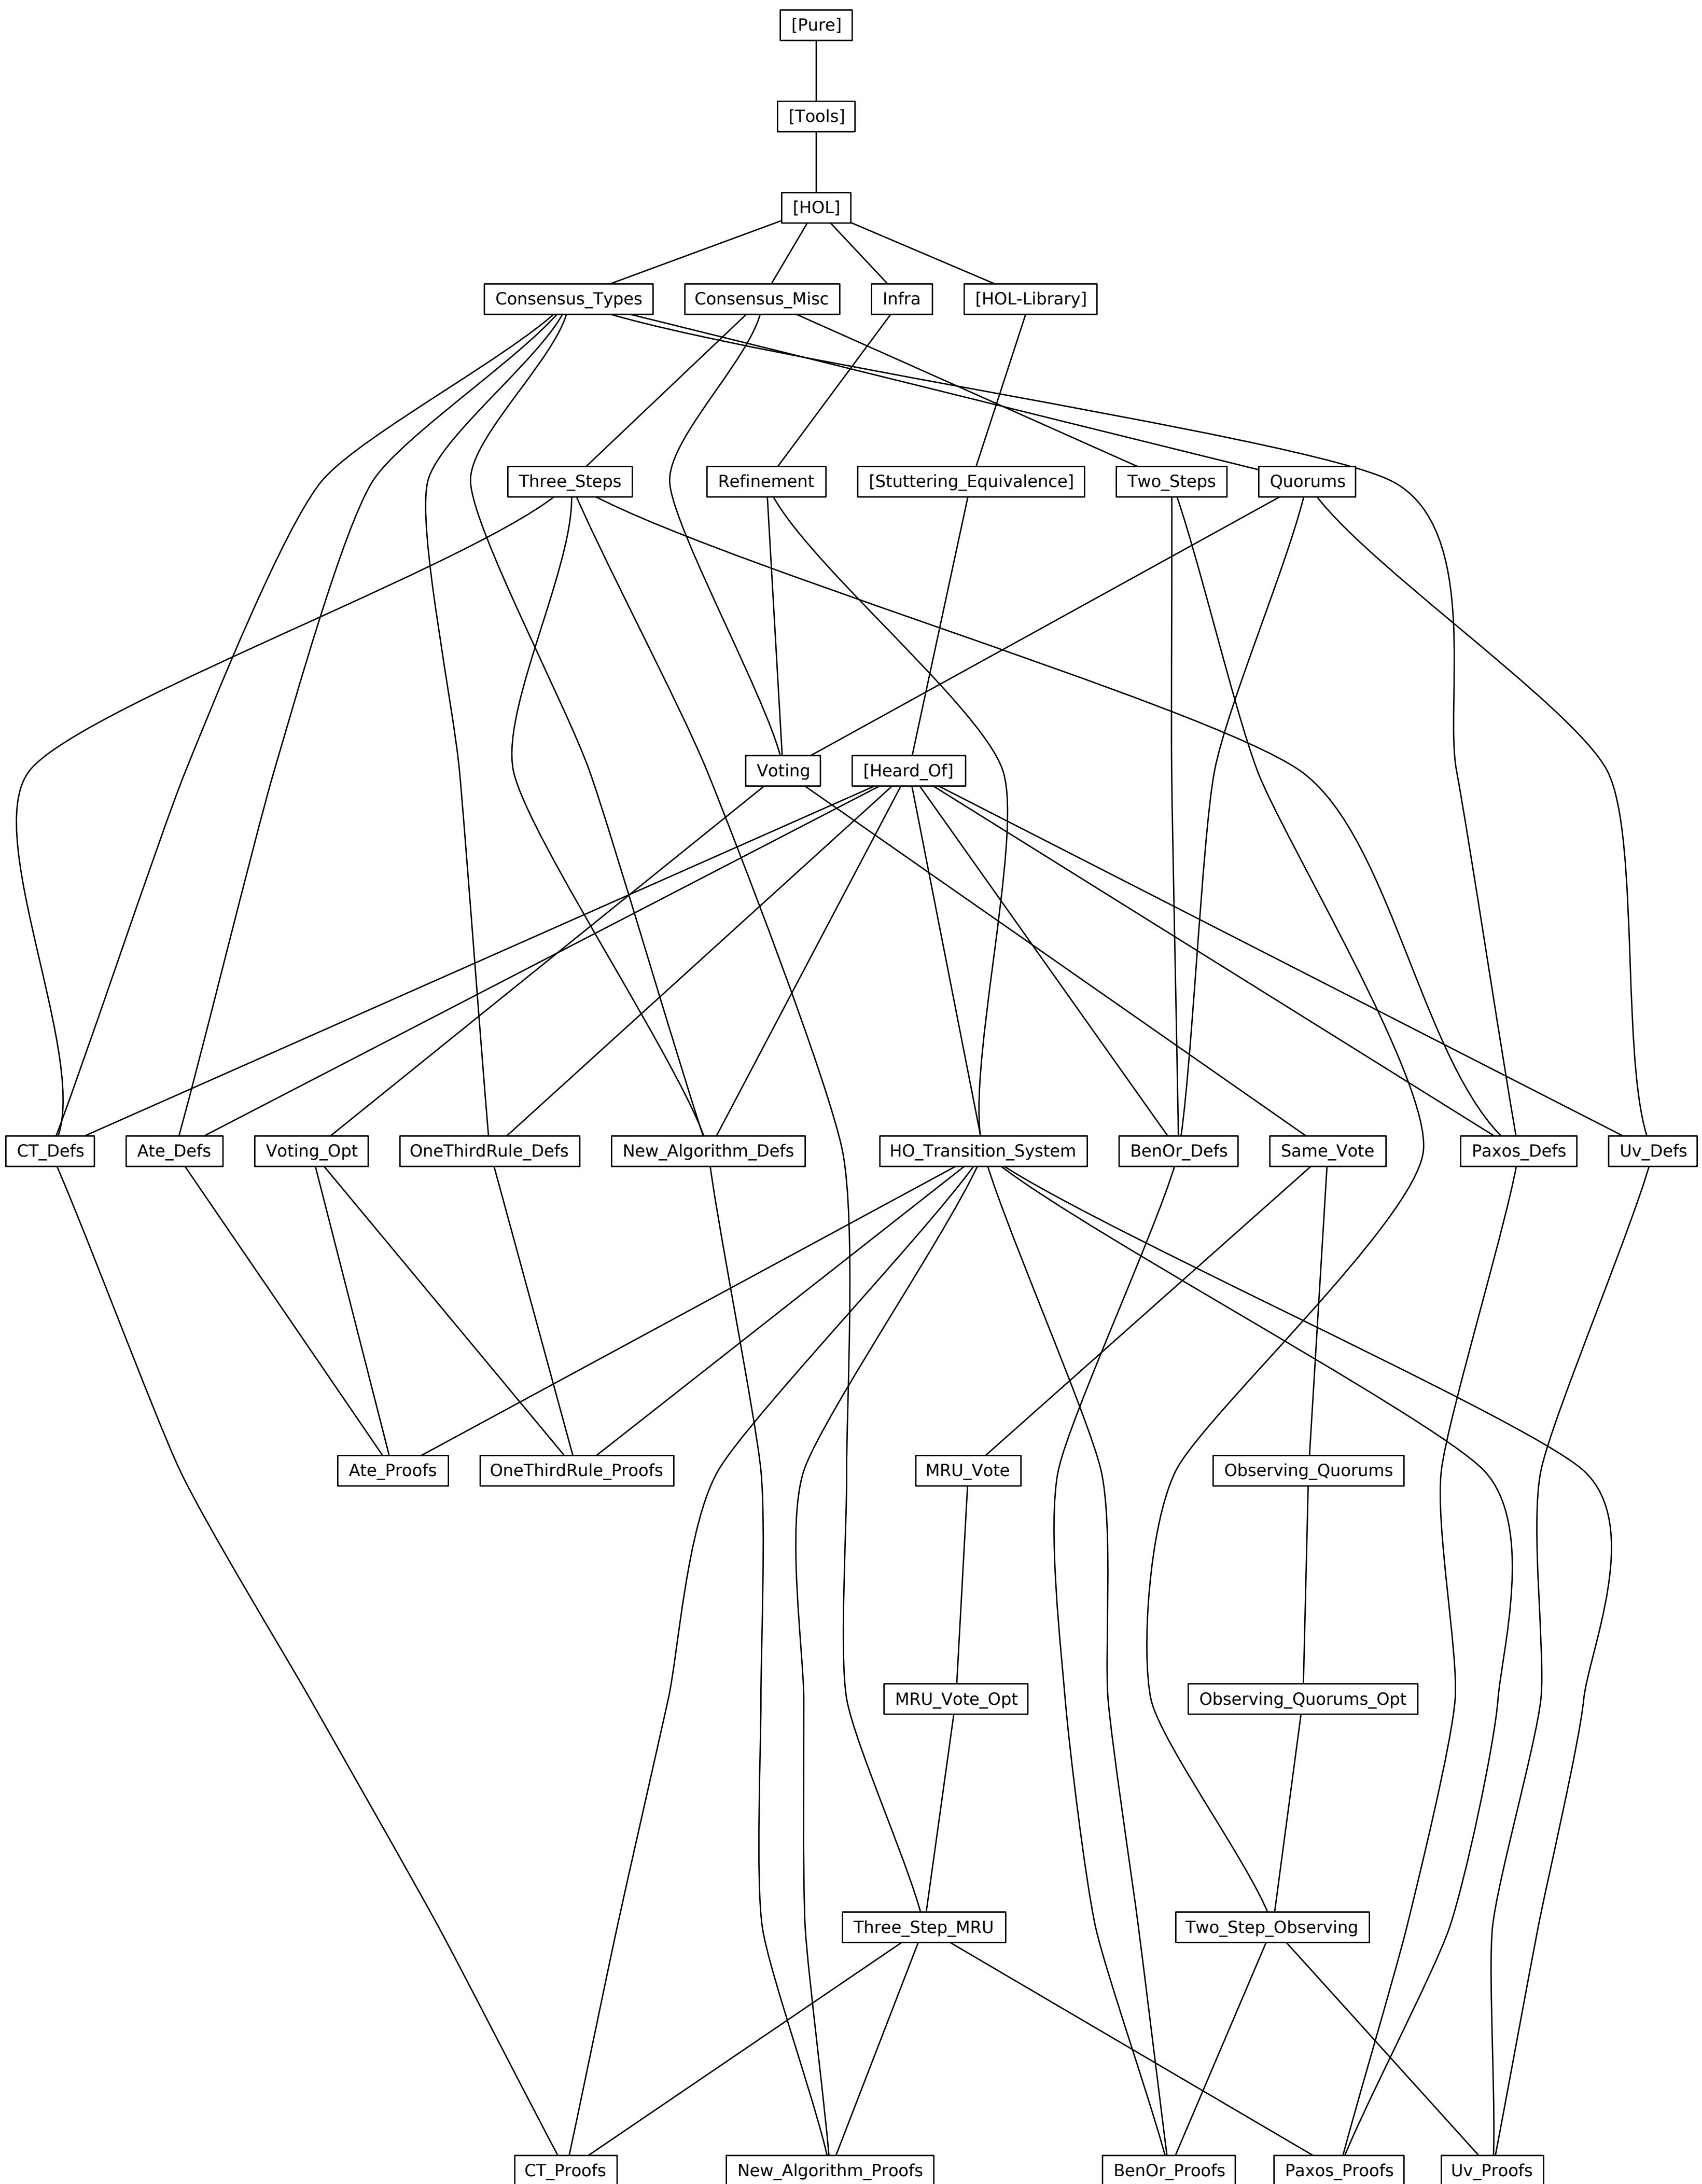 [Pure]
[Tools]
[HOL]
Consensus_Types
Consensus_Misc
Infra
[HOL-Library]
Three_Steps
Refinement
[Stuttering_Equivalence]
Two_Steps
Quorums
Voting
[Heard_Of]
CT_Defs
Ate_Defs
Voting_Opt
OneThirdRule_Defs
New_Algorithm_Defs
HO_Transition_System
BenOr_Defs
Same_Vote
Paxos_Defs
Uv_Defs
Ate_Proofs
OneThirdRule_Proofs
MRU_Vote
Observing_Quorums
MRU_Vote_Opt
Observing_Quorums_Opt
Three_Step_MRU
Two_Step_Observing
CT_Proofs
New_Algorithm_Proofs
BenOr_Proofs
Paxos_Proofs
Uv_Proofs